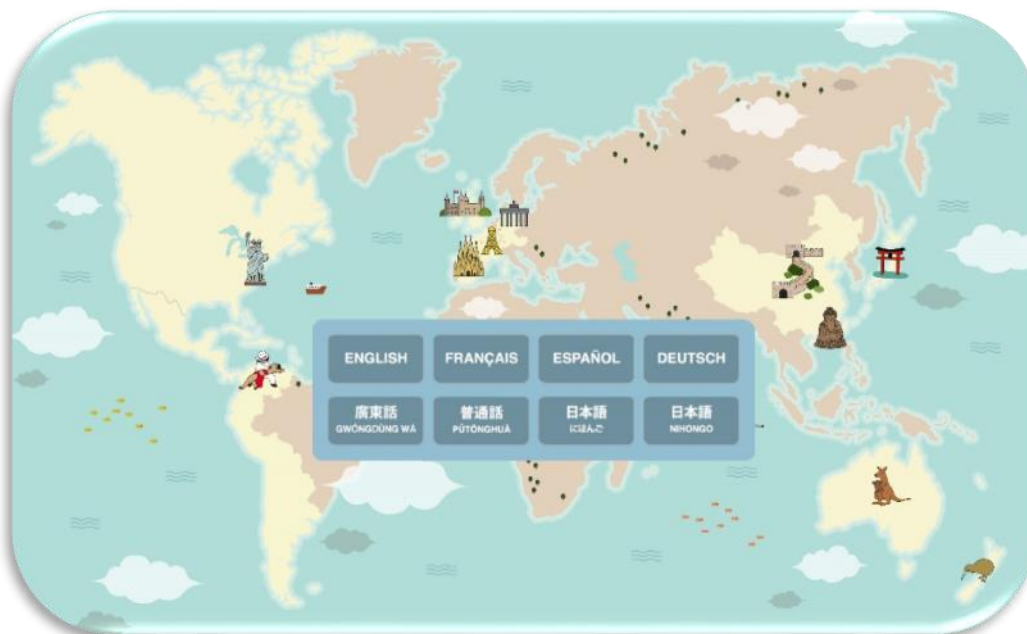 ENGLISH
FRANÇAIS
ESPAÑOL
DEUTSCH
廣東話
GWÓNGDÙNG WÁ
普通話
PŬTŌNGHUÀ
日本語
にほんご
日本語
NIHONGO